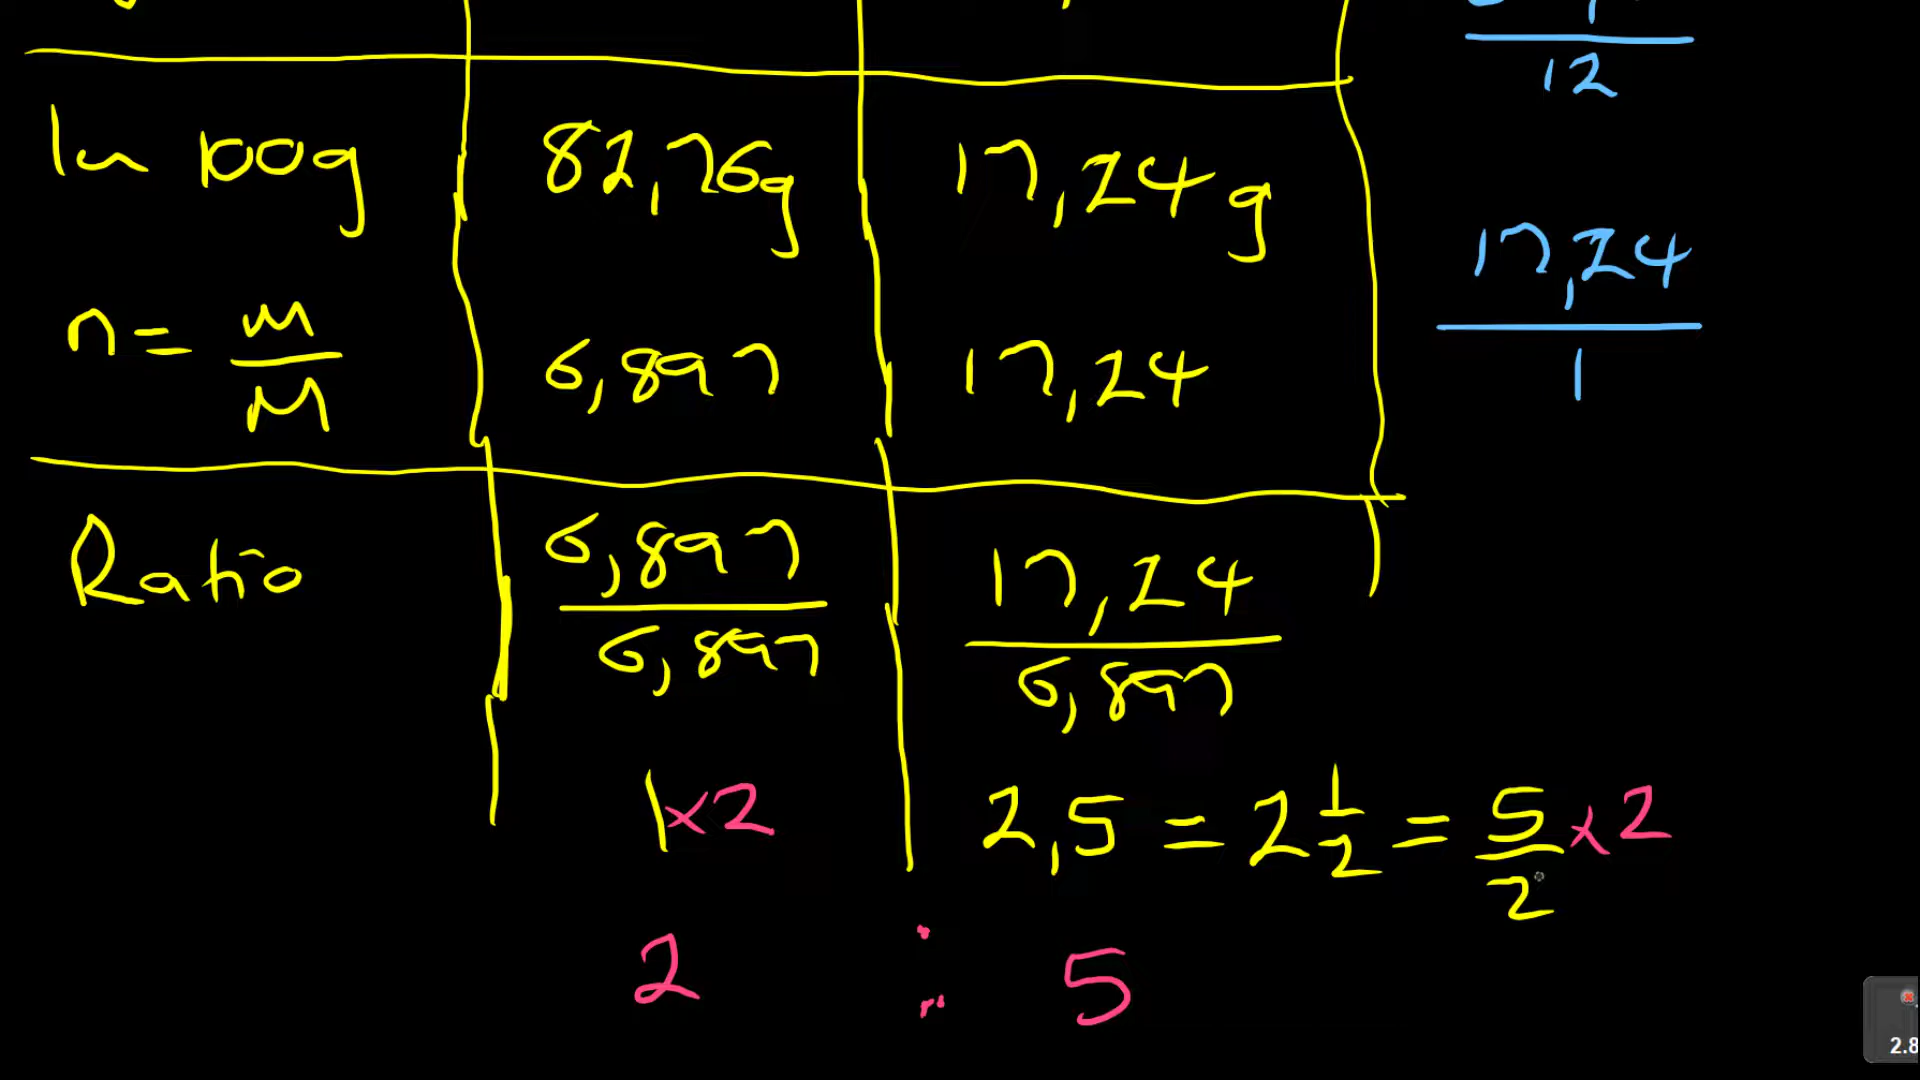 12
In 100g 82,76g 17,24g
17,24
1
n = m/M 6,897 17,24
Ratio 6,897/6,897 17,24/6,897
1×2 2,5 = 2 1/2 = 5/2 ×2
2 : 5
2.8